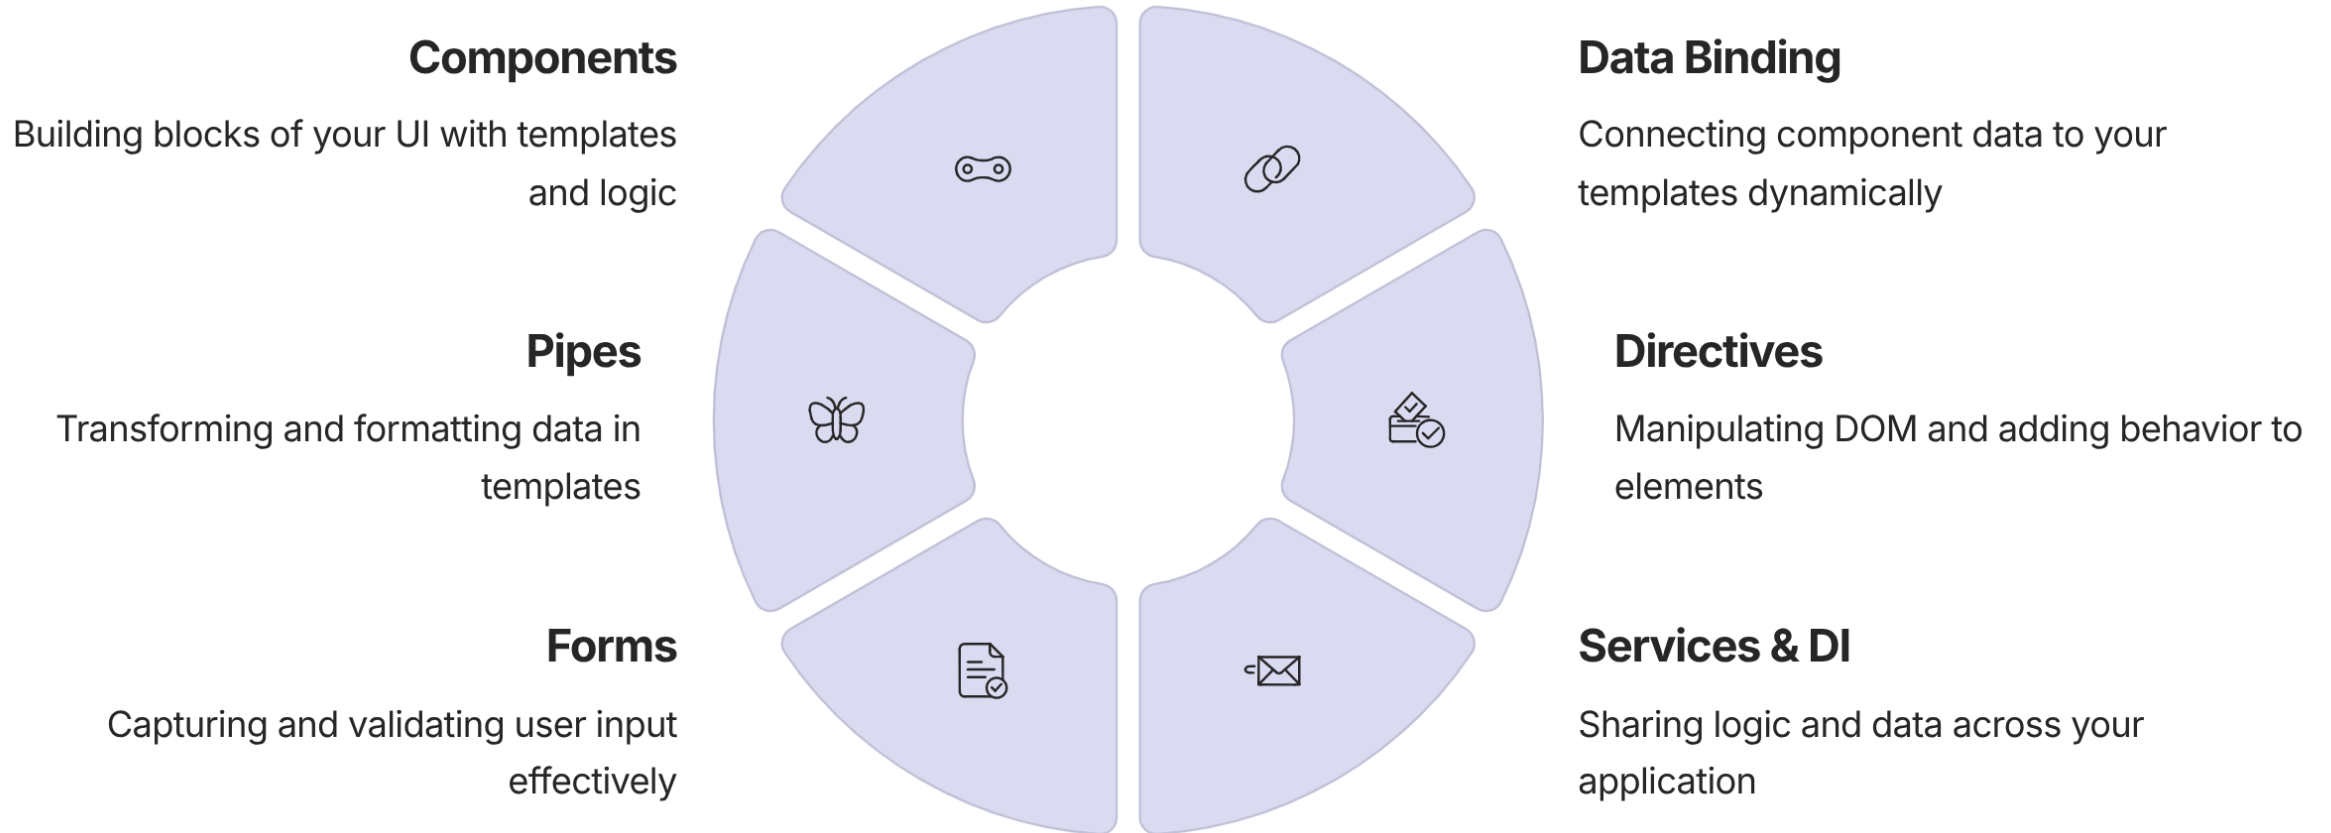 Components
Building blocks of your UI with templates
and logic
Data Binding
Connecting component data to your
templates dynamically
Pipes
Transforming and formatting data in
templates
Directives
Manipulating DOM and adding behavior to
elements
Forms
Capturing and validating user input
effectively
Services & DI
Sharing logic and data across your
application